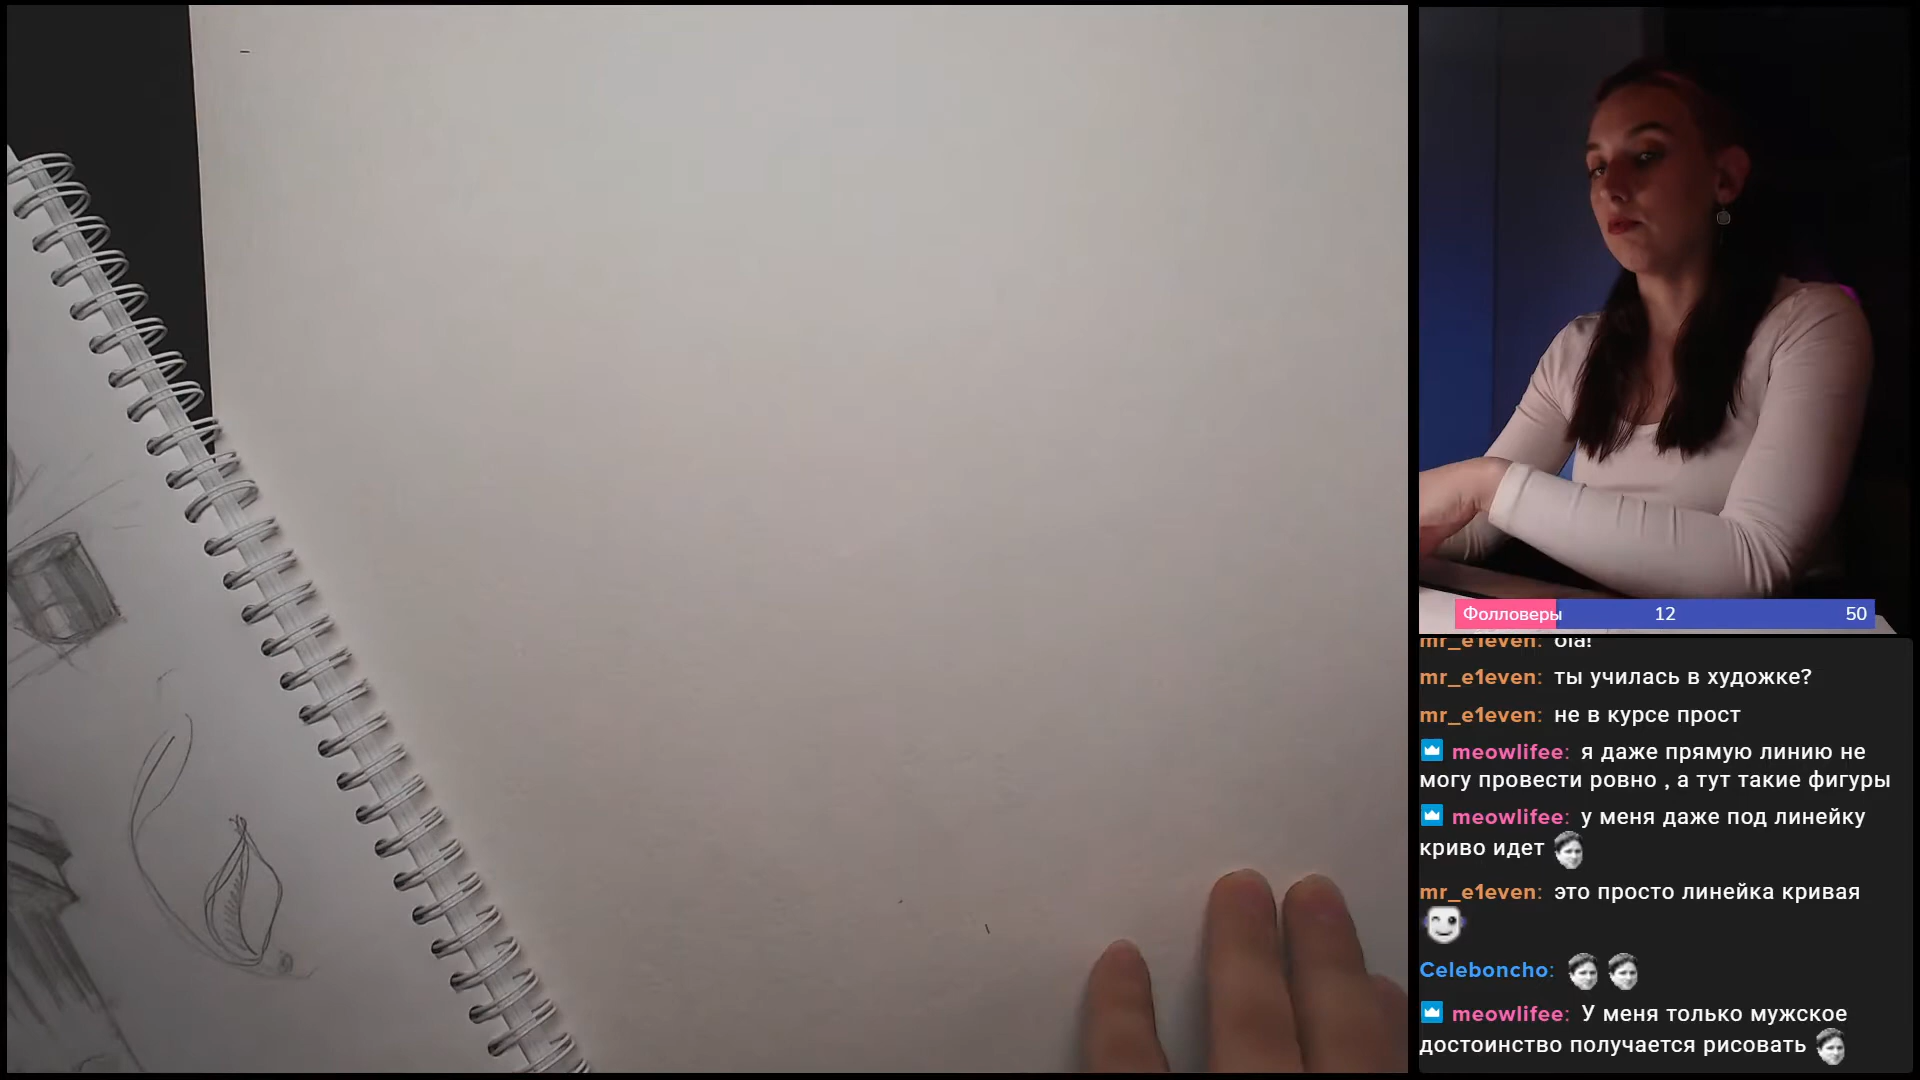 Фолловеры 12 50
mr_e1even: ola!
mr_e1even: ты училась в художке?
mr_e1even: не в курсе прост
meowlifee: я даже прямую линию не
могу провести ровно , а тут такие фигуры
meowlifee: у меня даже под линейку
криво идет
mr_e1even: это просто линейка кривая
Celeboncho:
meowlifee: У меня только мужское
достоинство получается рисовать